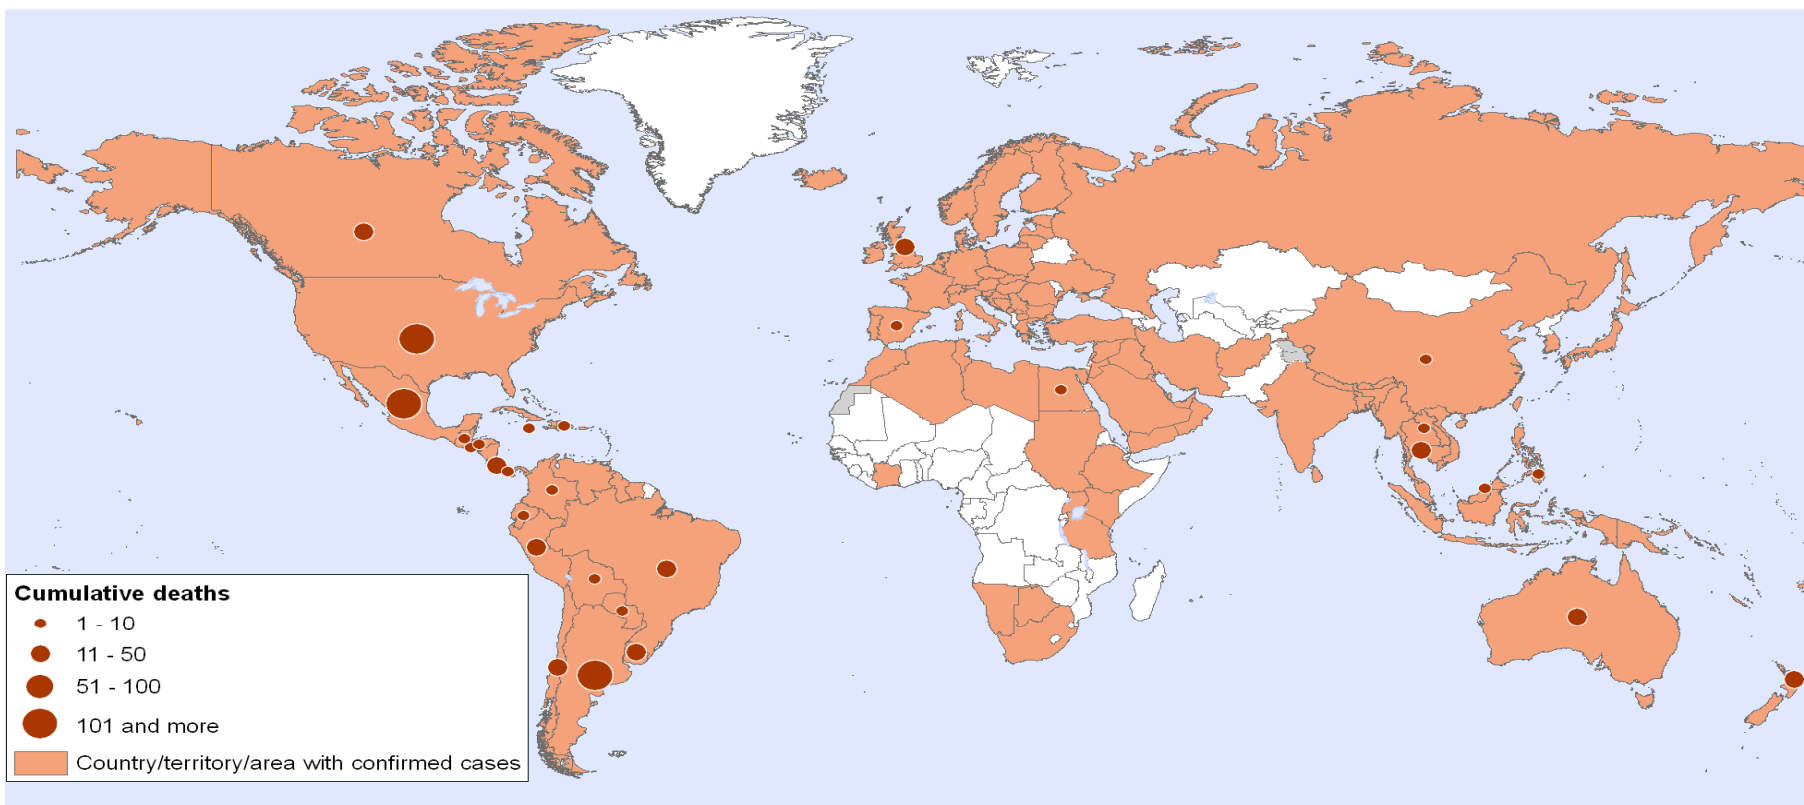 Cumulative deaths
1 - 10
11 - 50
51 - 100
101 and more
Country/territory/area with confirmed cases